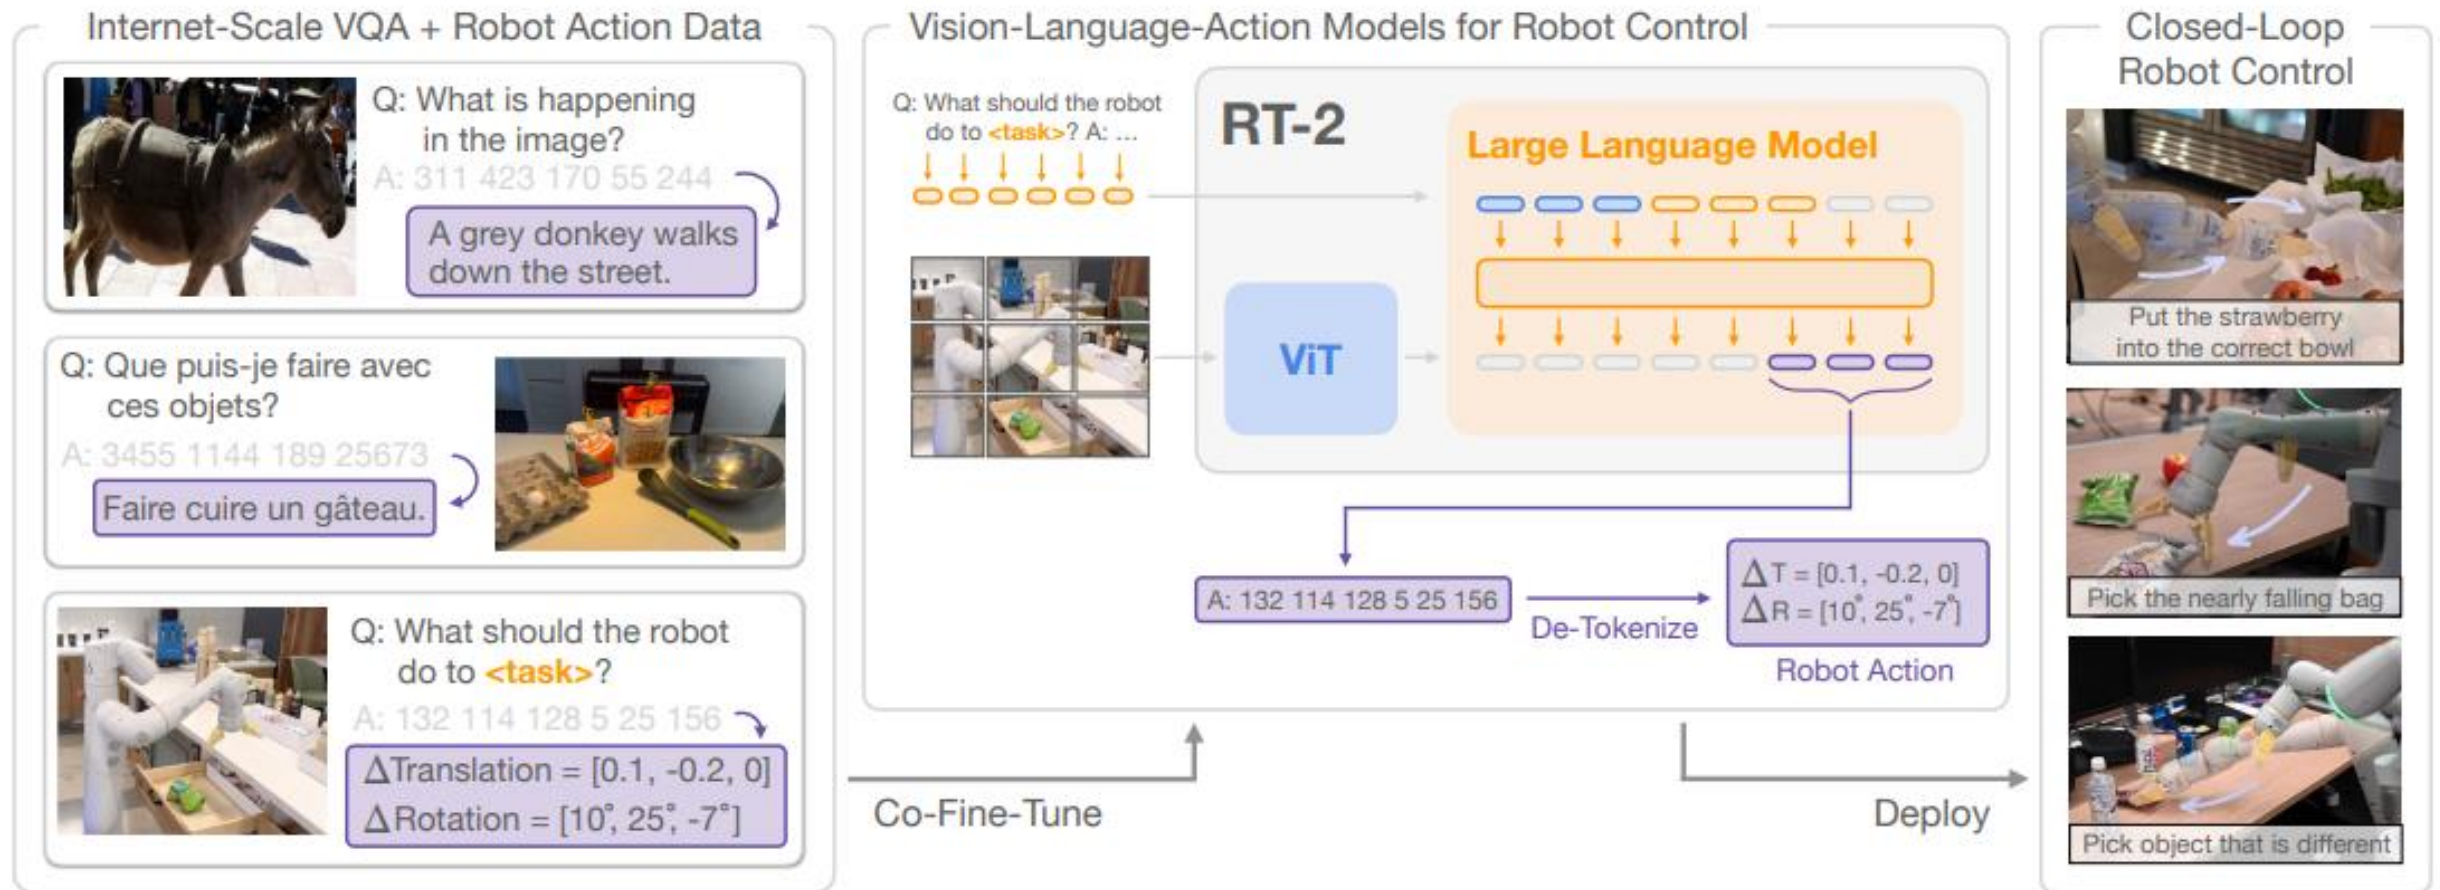 Internet-Scale VQA + Robot Action Data
Q: What is happening
in the image?
A: 311 423 170 55 244
A grey donkey walks
down the street.
Q: Que puis-je faire avec
ces objets?
A: 3455 1144 189 25673
Faire cuire un gâteau.
Q: What should the robot
do to <task>?
A: 132 114 128 5 25 156
ΔTranslation = [0.1, -0.2, 0]
ΔRotation = [10°, 25°, -7°]
Co-Fine-Tune
Vision-Language-Action Models for Robot Control
Q: What should the robot
do to <task>? A: ...
RT-2
Large Language Model
ViT
A: 132 114 128 5 25 156
De-Tokenize
ΔT = [0.1, -0.2, 0]
ΔR = [10°, 25°, -7°]
Robot Action
Deploy
Closed-Loop
Robot Control
Put the strawberry
into the correct bowl
Pick the nearly falling bag
Pick object that is different